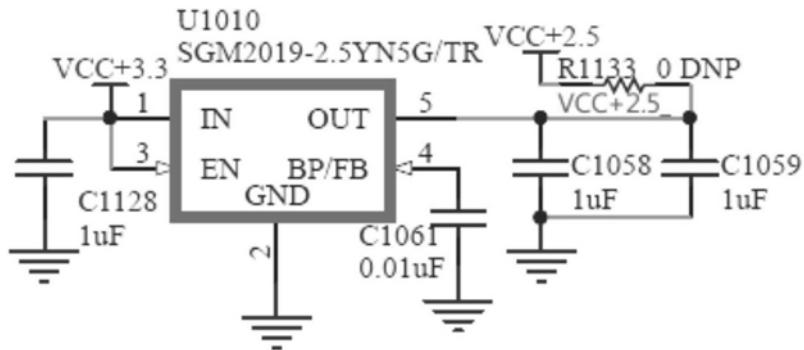 U1010
SGM2019-2.5YN5G/TR
VCC+2.5
VCC+3.3
R1133 0 DNP
VCC+2.5_
1
IN
OUT
5
3
EN
BP/FB
4
GND
C1128
1uF
2
C1061
0.01uF
C1058
1uF
C1059
1uF